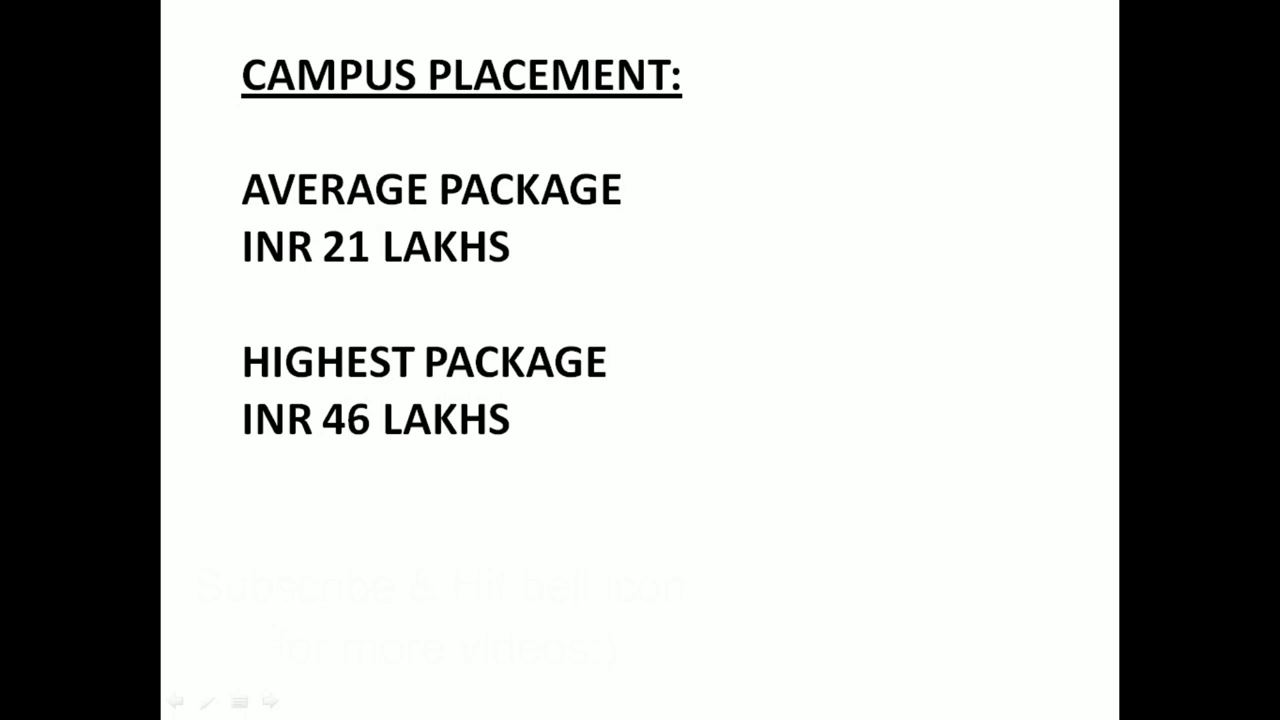 CAMPUS PLACEMENT:
AVERAGE PACKAGE
INR 21 LAKHS
HIGHEST PACKAGE
INR 46 LAKHS
Subscribe & Hit bell icon
for more videos:)